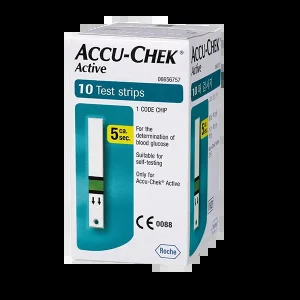 ACCU-CHEK®
Active
06656757
10 Test strips
1 CODE CHIP
5 ca. sec.
For the
determination of
blood glucose
Suitable for
self-testing
Only for
Accu-Chek® Active
CE 0088
Roche